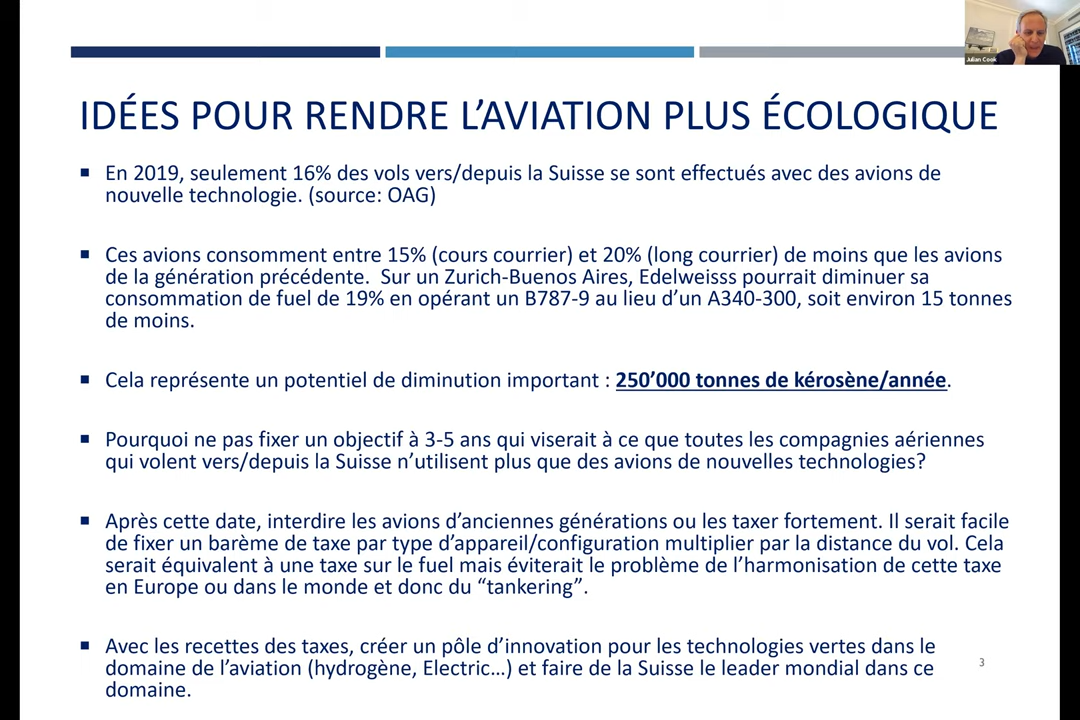 Julian Cook
IDÉES POUR RENDRE L’AVIATION PLUS ÉCOLOGIQUE
▪ En 2019, seulement 16% des vols vers/depuis la Suisse se sont effectués avec des avions de
nouvelle technologie. (source: OAG)
▪ Ces avions consomment entre 15% (cours courrier) et 20% (long courrier) de moins que les avions
de la génération précédente. Sur un Zurich-Buenos Aires, Edelweisss pourrait diminuer sa
consommation de fuel de 19% en opérant un B787-9 au lieu d’un A340-300, soit environ 15 tonnes
de moins.
▪ Cela représente un potentiel de diminution important : 250’000 tonnes de kérosène/année.
▪ Pourquoi ne pas fixer un objectif à 3-5 ans qui viserait à ce que toutes les compagnies aériennes
qui volent vers/depuis la Suisse n’utilisent plus que des avions de nouvelles technologies?
▪ Après cette date, interdire les avions d’anciennes générations ou les taxer fortement. Il serait facile
de fixer un barème de taxe par type d’appareil/configuration multiplier par la distance du vol. Cela
serait équivalent à une taxe sur le fuel mais éviterait le problème de l’harmonisation de cette taxe
en Europe ou dans le monde et donc du “tankering”.
▪ Avec les recettes des taxes, créer un pôle d’innovation pour les technologies vertes dans le
domaine de l’aviation (hydrogène, Electric…) et faire de la Suisse le leader mondial dans ce
domaine.
3